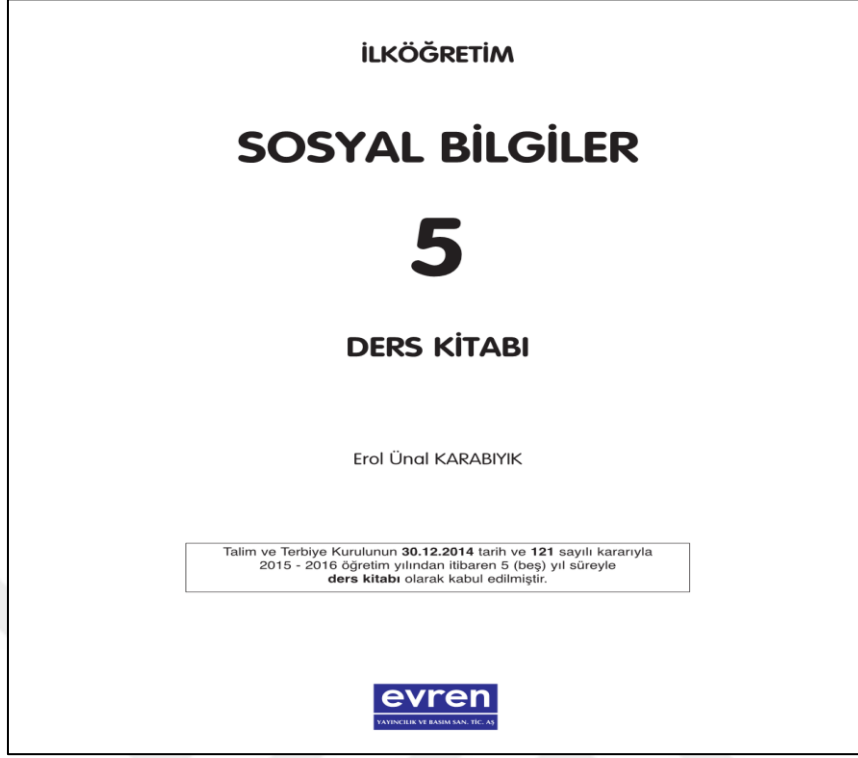 İLKÖĞRETİM
SOSYAL BİLGİLER
5
DERS KİTABI
Erol Ünal KARABIYIK
Talim ve Terbiye Kurulunun 30.12.2014 tarih ve 121 sayılı kararıyla
2015 - 2016 öğretim yılından itibaren 5 (beş) yıl süreyle
ders kitabı olarak kabul edilmiştir.
evren
YAYINCILIK VE BASIM SAN. TİC. AŞ